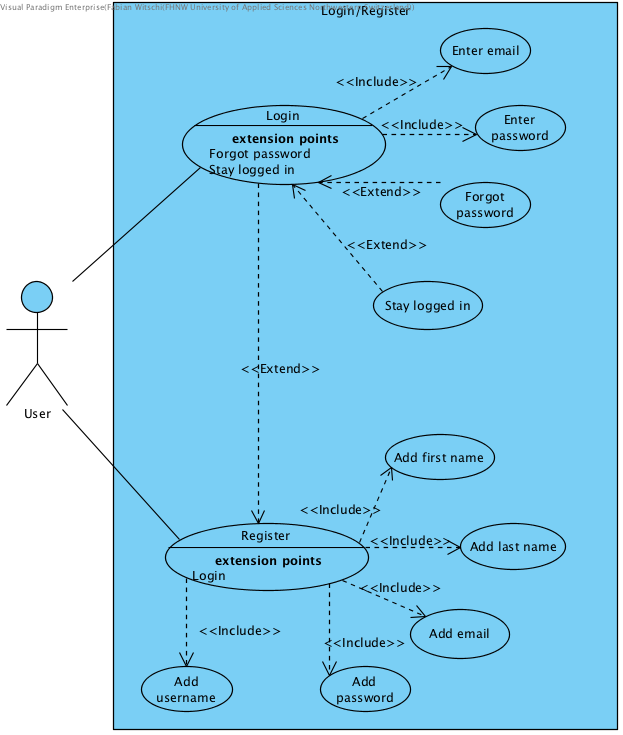 Visual Paradigm Enterprise(Fabian Witschi(FHNW University of Applied Sciences
Login/Register
Enter email
<<Include>>
Login
<<Include>>
Enter
password
extension points
Forgot password
Stay logged in
<<Extend>>
Forgot
password
<<Extend>>
Stay logged in
<<Extend>>
User
Add first name
<<Include>>
Register
<<Include>>
Add last name
extension points
Login
<<Include>>
Add email
<<Include>>
<<Include>>
Add
username
Add
password